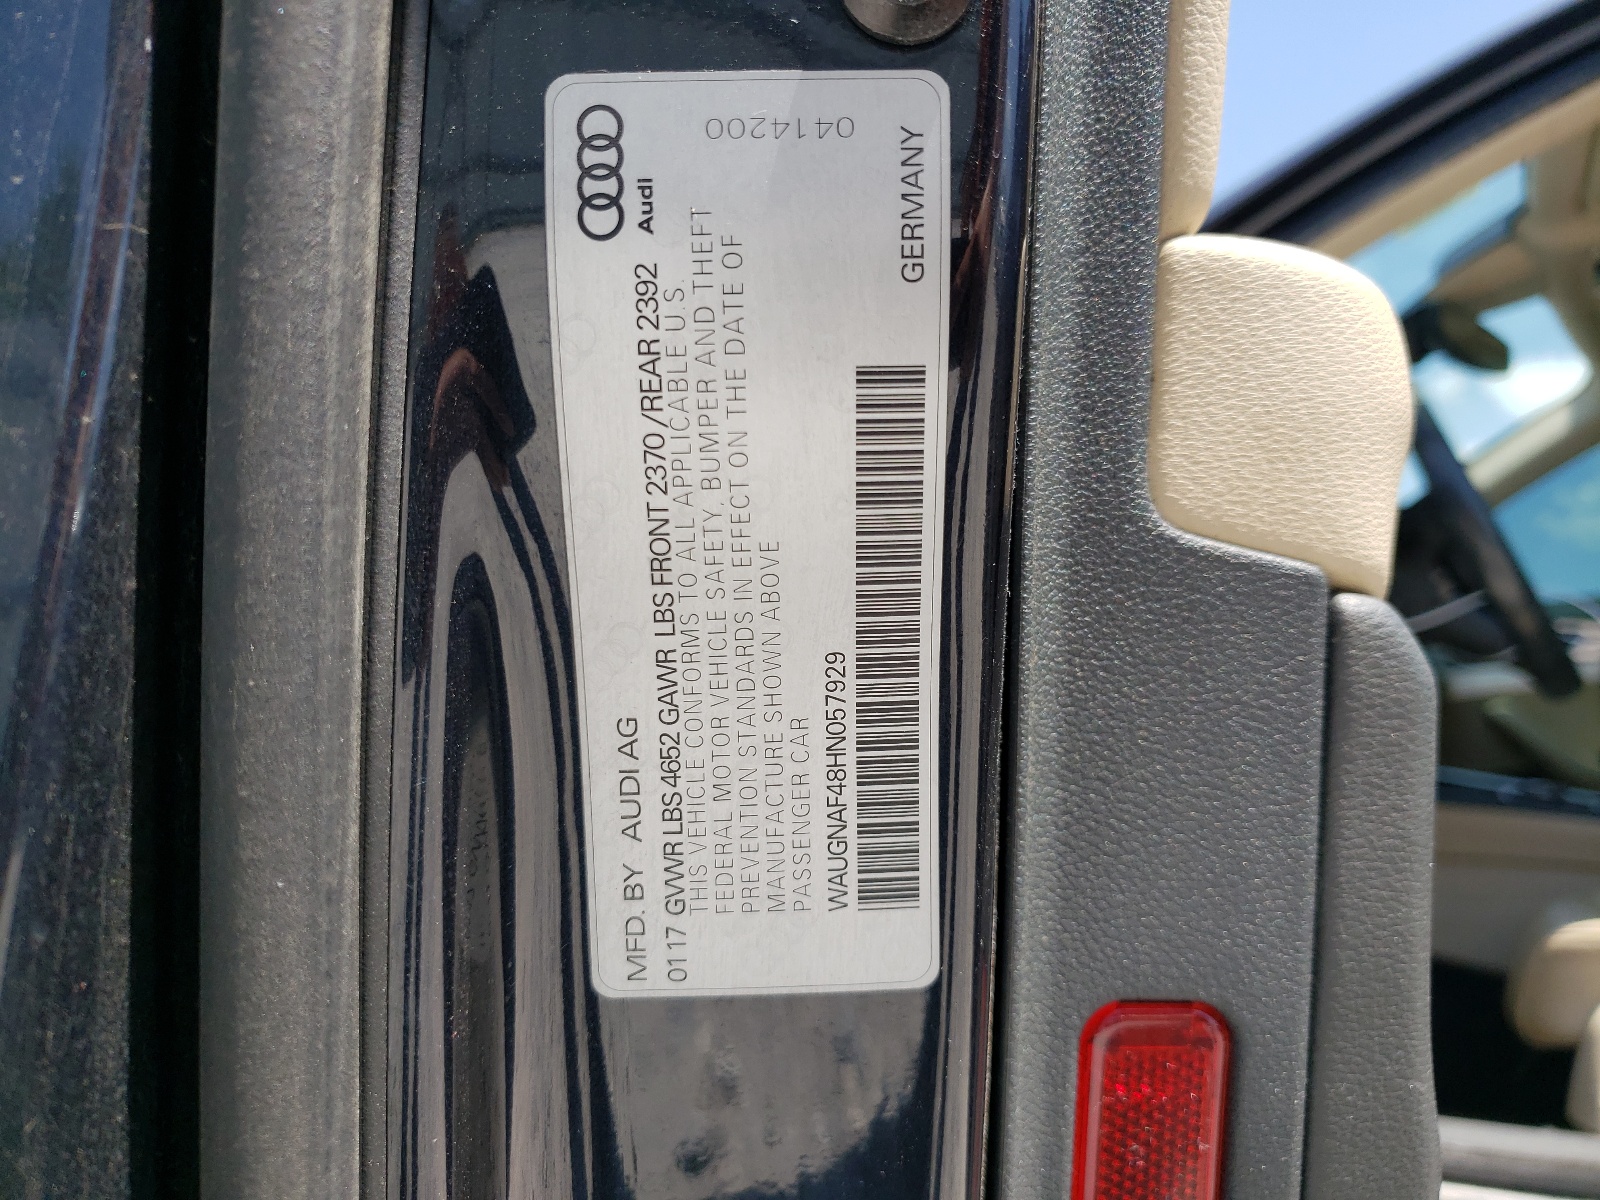 MFD. BY AUDI AG
Audi
0117 GVWR LBS 4652 GAWR LBS FRONT 2370/REAR 2392
THIS VEHICLE CONFORMS TO ALL APPLICABLE U.S.
FEDERAL MOTOR VEHICLE SAFETY, BUMPER AND THEFT
PREVENTION STANDARDS IN EFFECT ON THE DATE OF
MANUFACTURE SHOWN ABOVE
PASSENGER CAR
WAUGNAF48HN057929
GERMANY
0414200